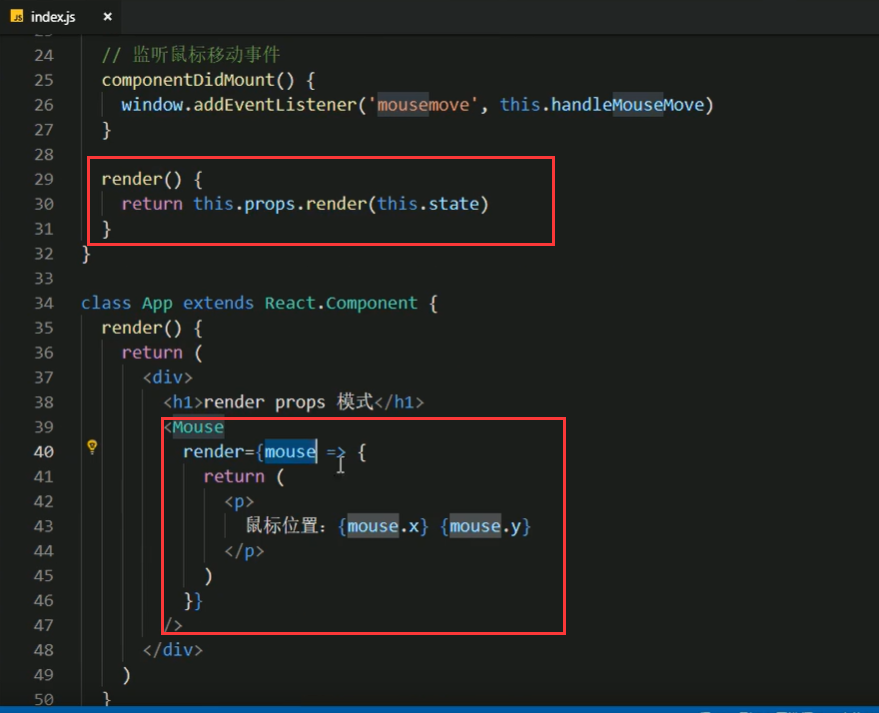 JS index.js ×
24 // 监听鼠标移动事件
25 componentDidMount() {
26 window.addEventListener('mousemove', this.handleMouseMove)
27 }
28
29 render() {
30 return this.props.render(this.state)
31 }
32 }
33
34 class App extends React.Component {
35 render() {
36 return (
37 <div>
38 <h1>render props 模式</h1>
39 <Mouse
40 render={mouse => {
41 return (
42 <p>
43 鼠标位置：{mouse.x} {mouse.y}
44 </p>
45 )
46 }}
47 />
48 </div>
49 )
50 }